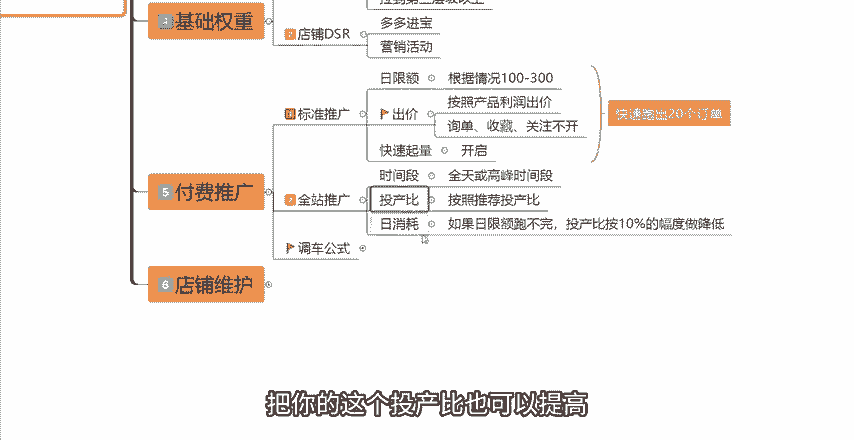 基础权重
店铺DSR
多多进宝
营销活动
标准推广
日限额
根据情况100-300
出价
按照产品利润出价
询单、收藏、关注不开
快速起量
开启
快速跑出20个订单
5 付费推广
全站推广
时间段
全天或高峰时间段
投产比
按照推荐投产比
日消耗
如果日限额跑不完，投产比按10%的幅度做降低
调车公式
6 店铺维护
把你的这个投产比也可以提高